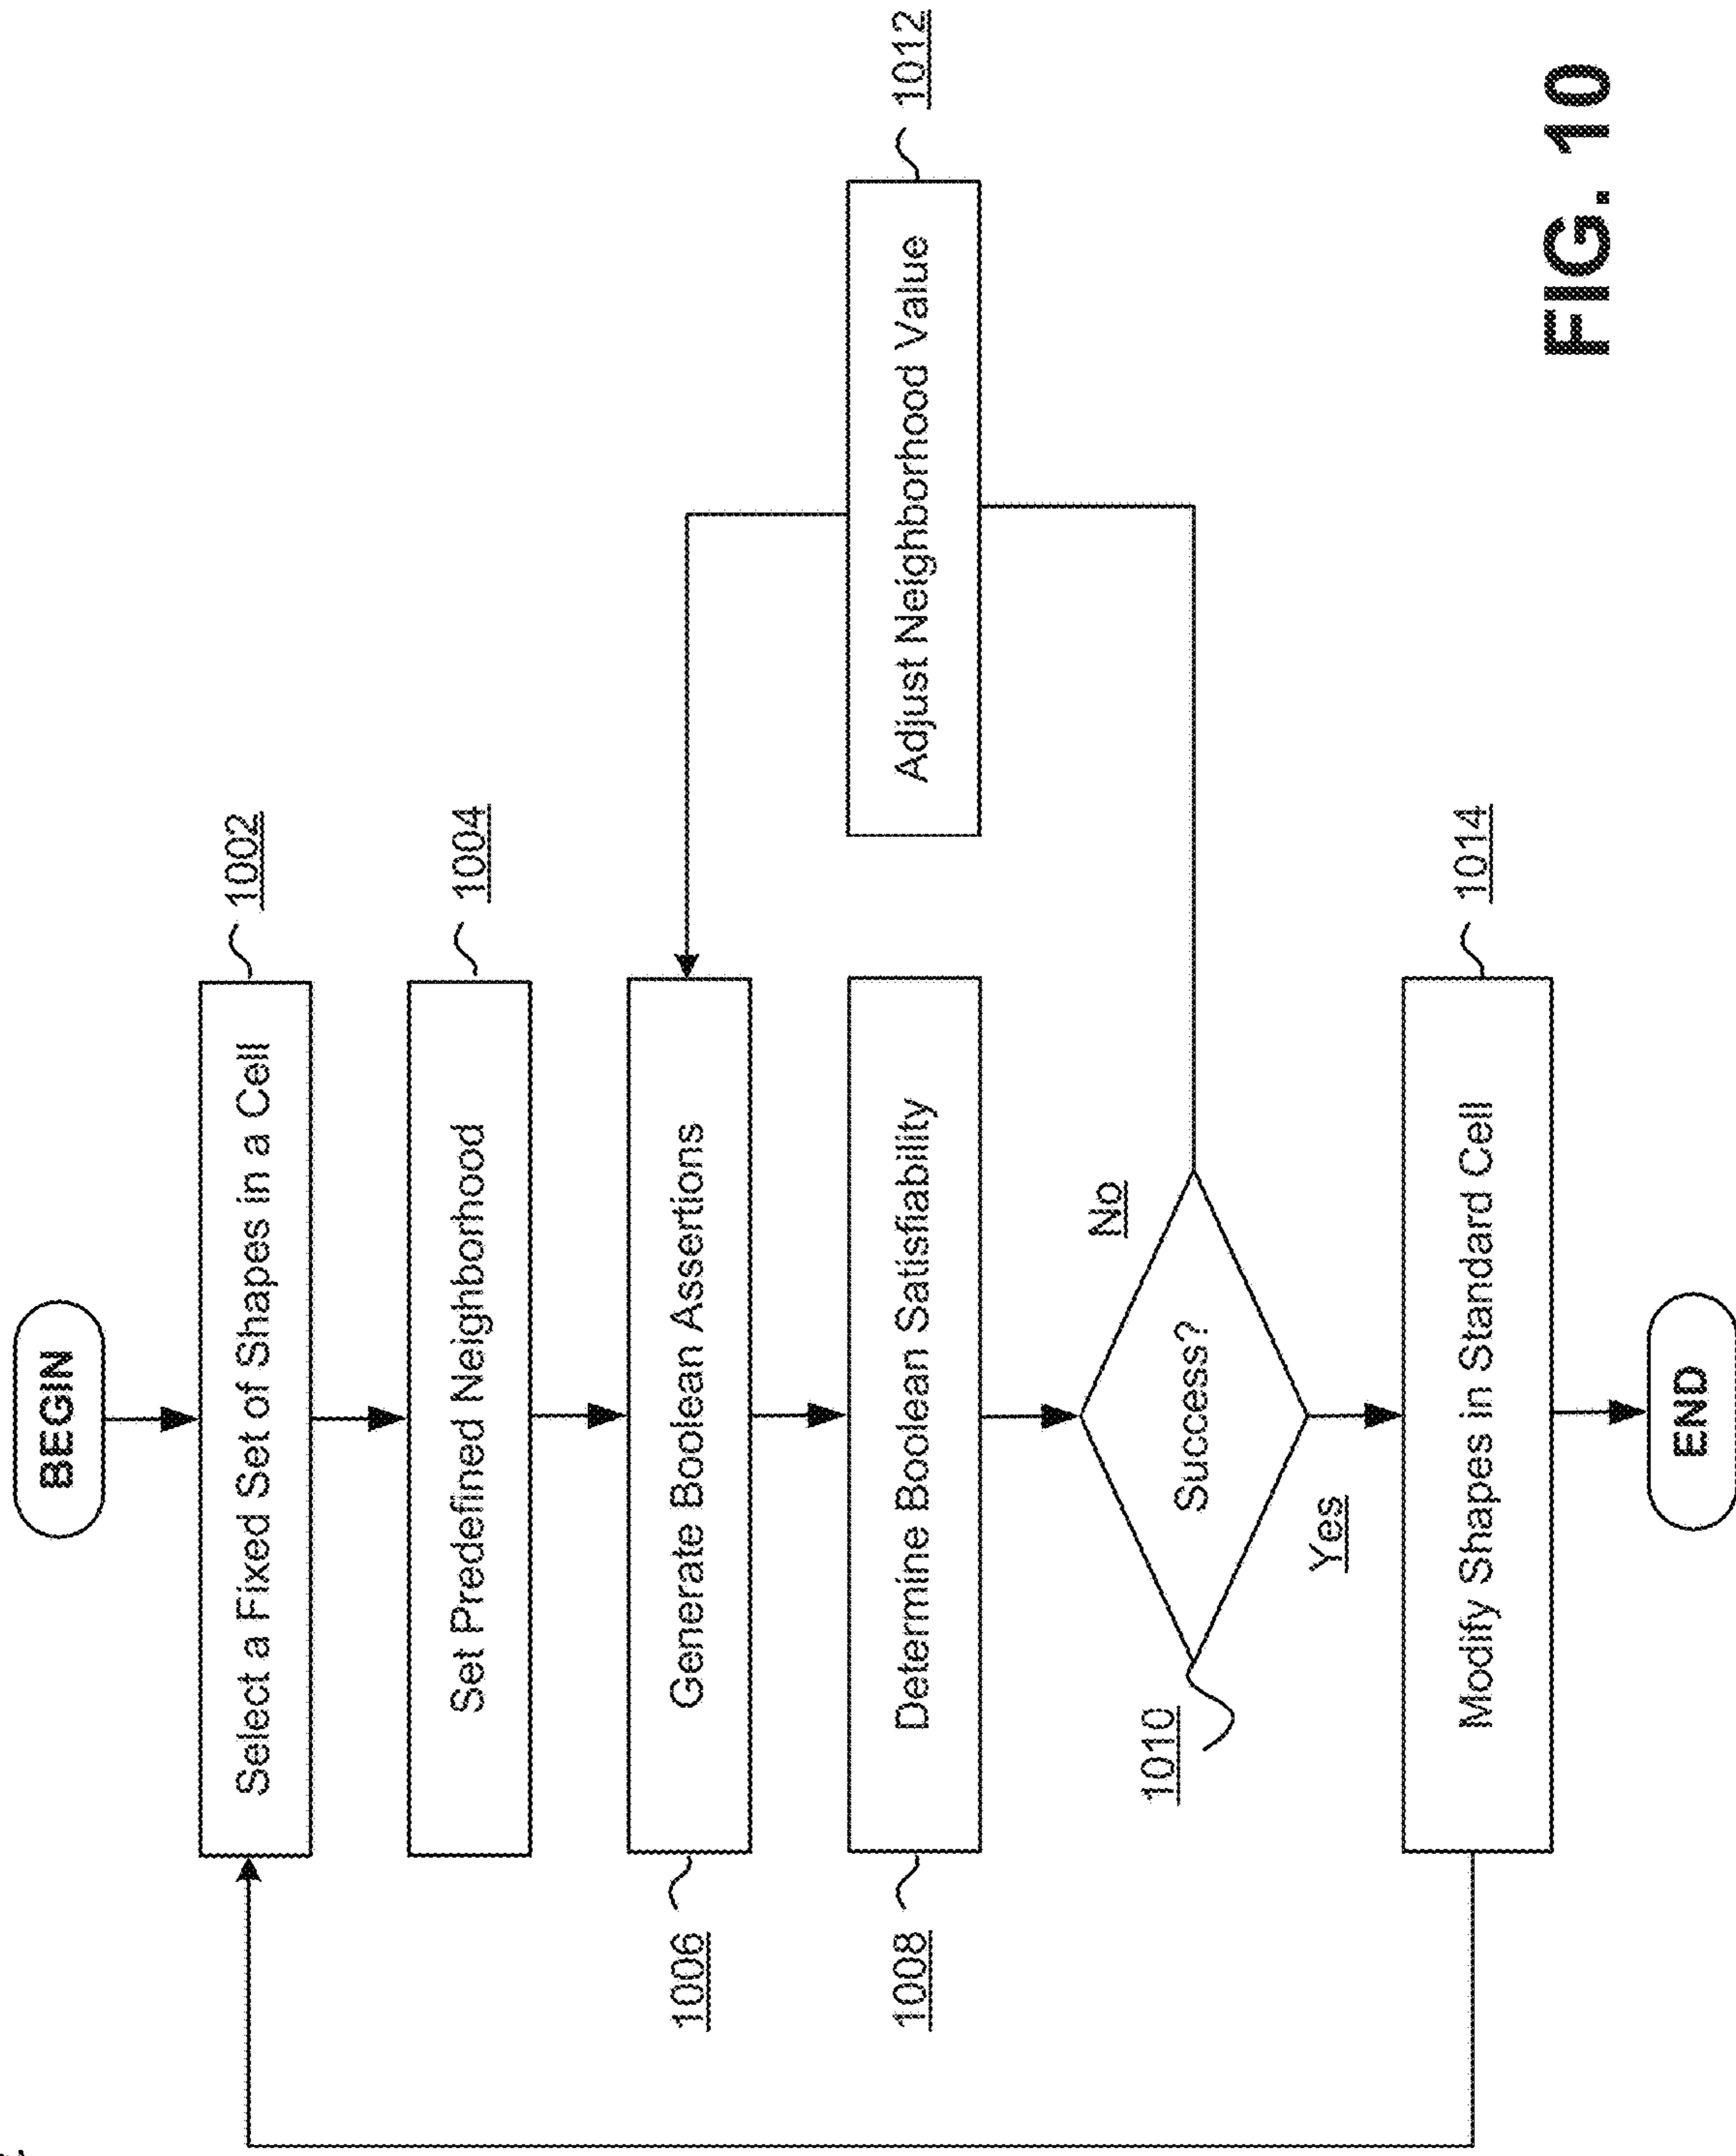 BEGIN
Select a Fixed Set of Shapes in a Cell
1002
Set Predefined Neighborhood
1004
Generate Boolean Assertions
1006
Determine Boolean Satisfiability
1008
Adjust Neighborhood Value
1012
Success?
1010
No
Yes
Modify Shapes in Standard Cell
1014
END
FIG. 10